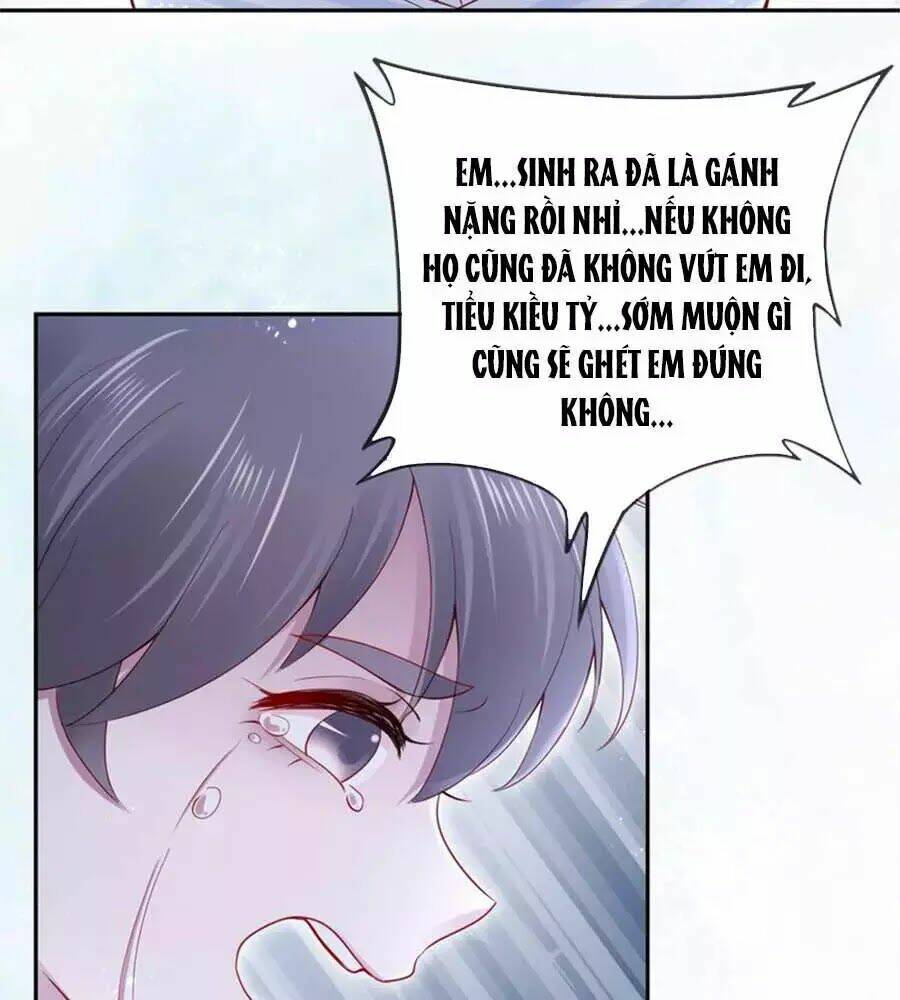 EM...SINH RA ĐÃ LÀ GÁNH
NẶNG RỒI NHỈ...NẾU KHÔNG
HỌ CŨNG ĐÃ KHÔNG VỨT EM ĐI,
TIỂU KIỀU TỶ...SỚM MUỘN GÌ
CŨNG SẼ GHÉT EM ĐÚNG
KHÔNG...